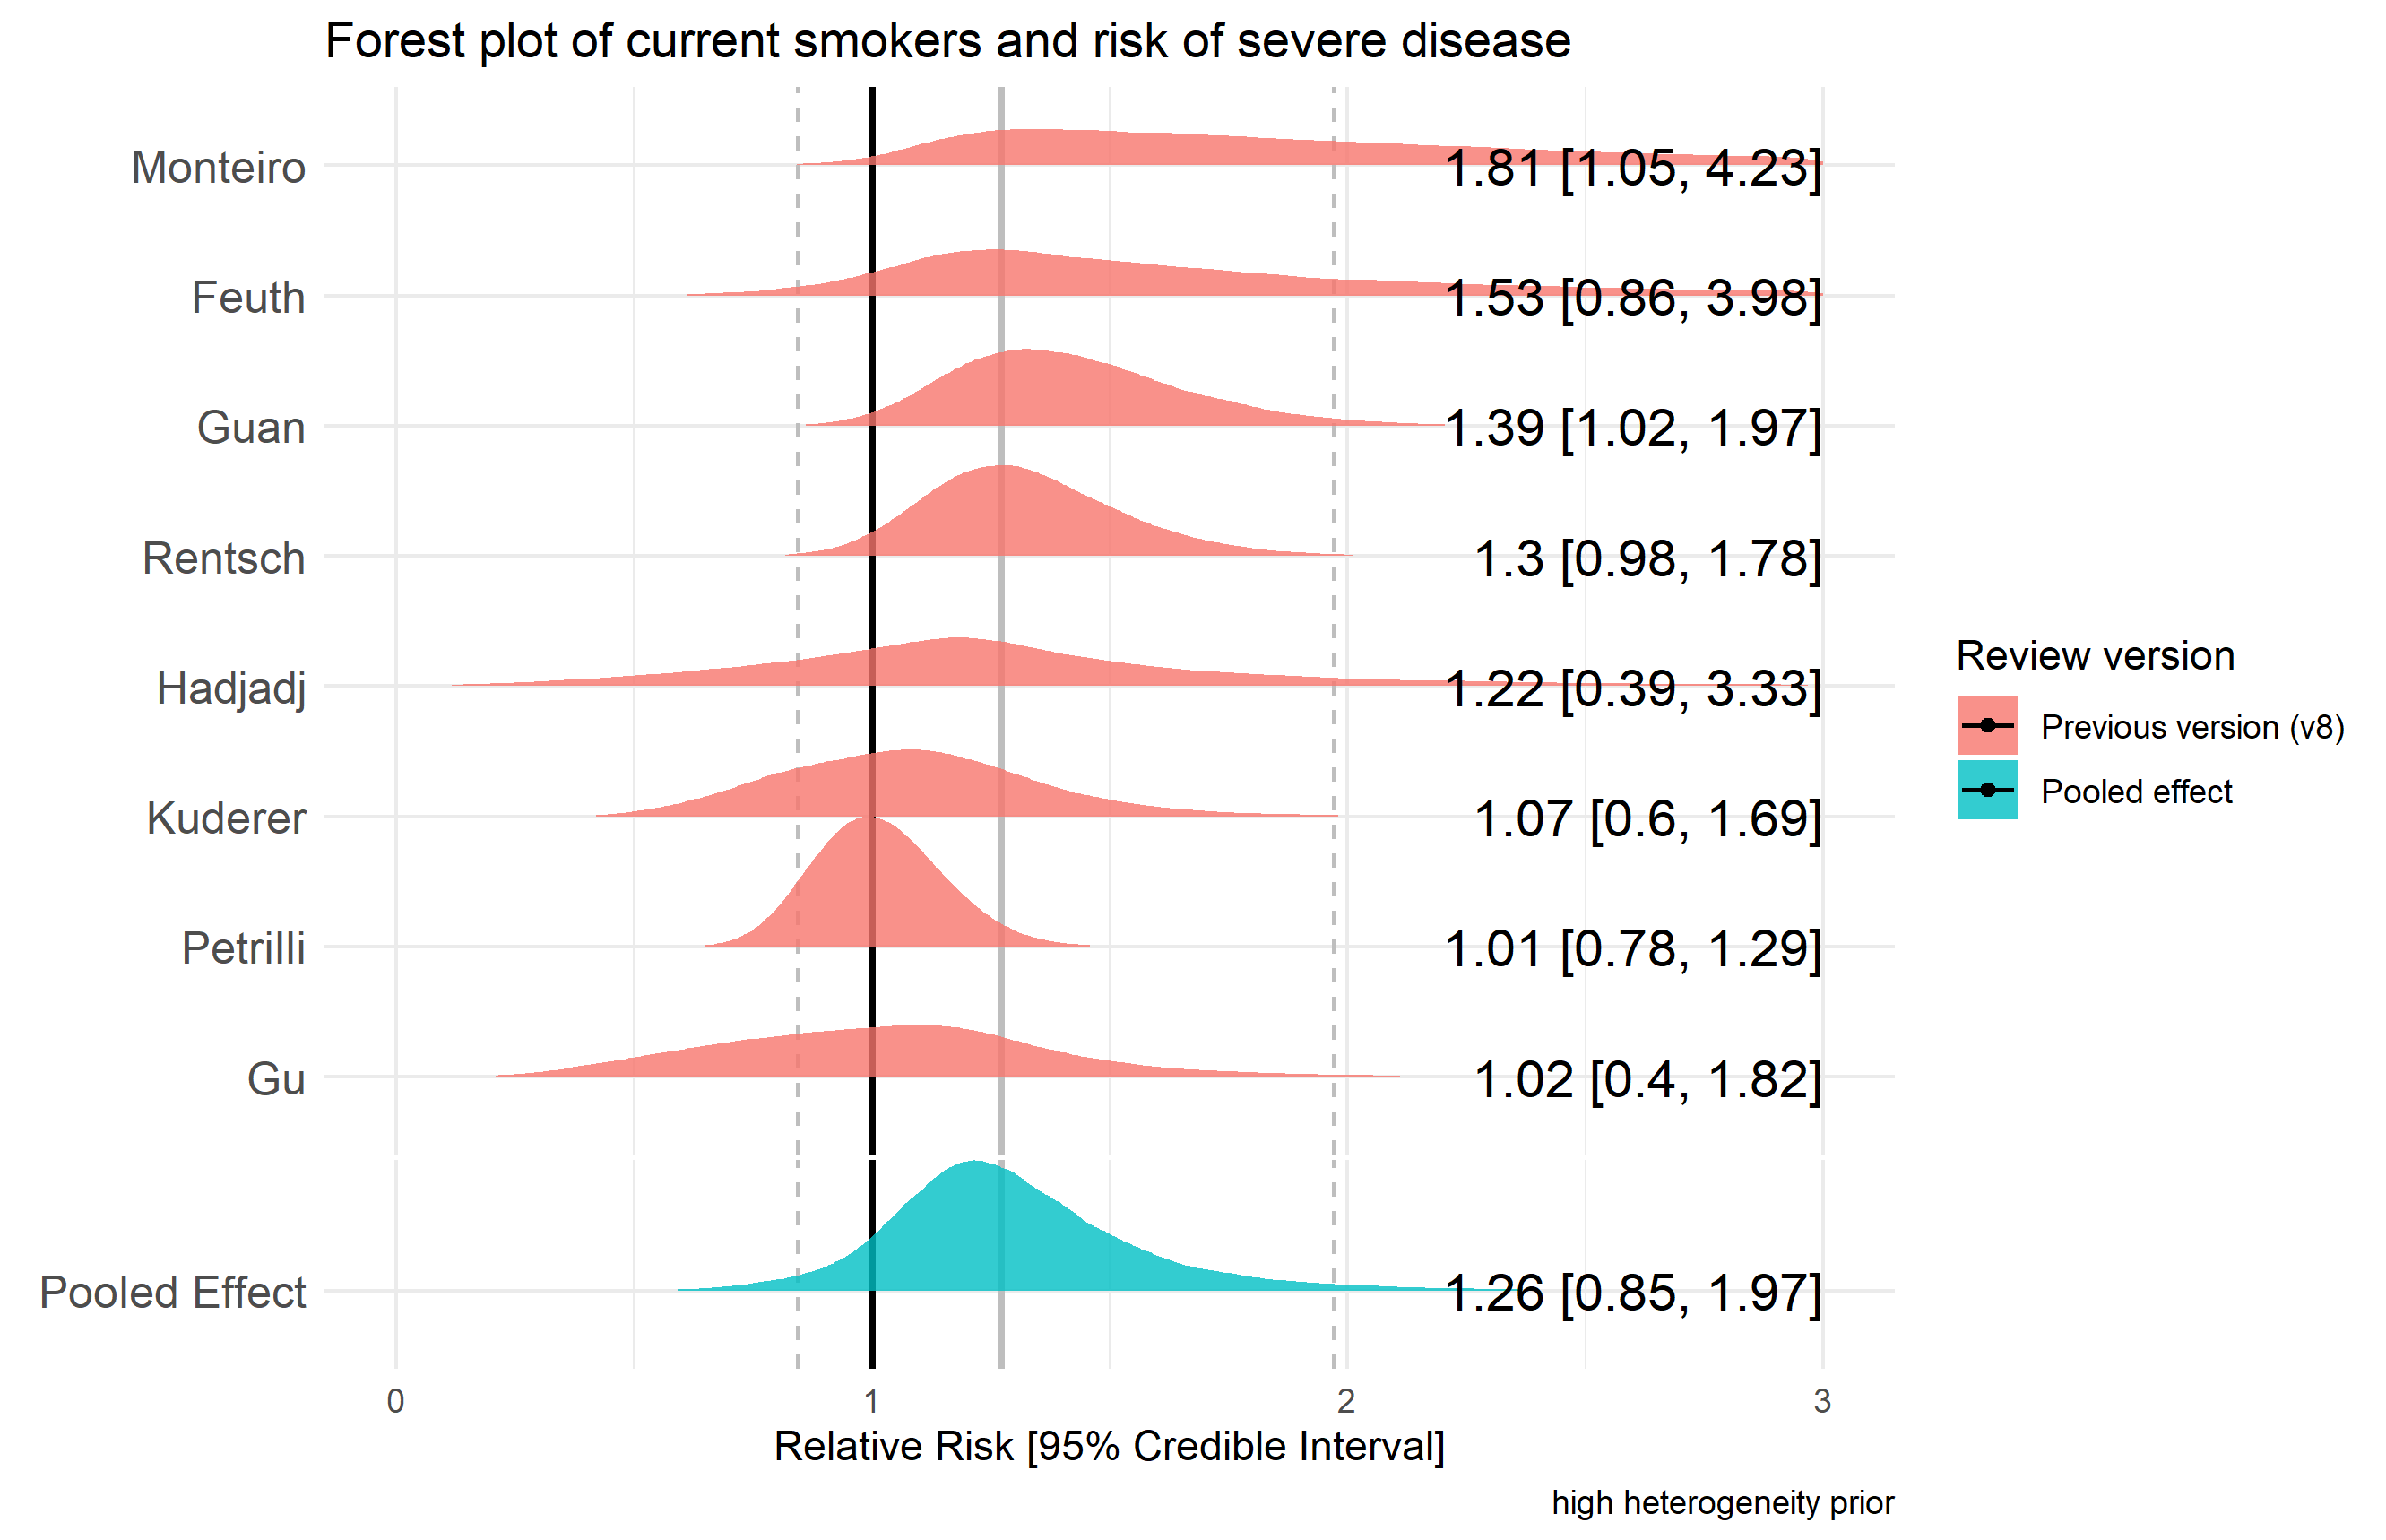 Forest plot of current smokers and risk of severe disease
Monteiro 1.81 [1.05, 4.23]
Feuth 1.53 [0.86, 3.98]
Guan 1.39 [1.02, 1.97]
Rentsch 1.3 [0.98, 1.78]
Hadjadj 1.22 [0.39, 3.33]
Kuderer 1.07 [0.6, 1.69]
Petrilli 1.01 [0.78, 1.29]
Gu 1.02 [0.4, 1.82]
Pooled Effect 1.26 [0.85, 1.97]
0 1 2 3
Relative Risk [95% Credible Interval]
high heterogeneity prior
Review version
Previous version (v8)
Pooled effect